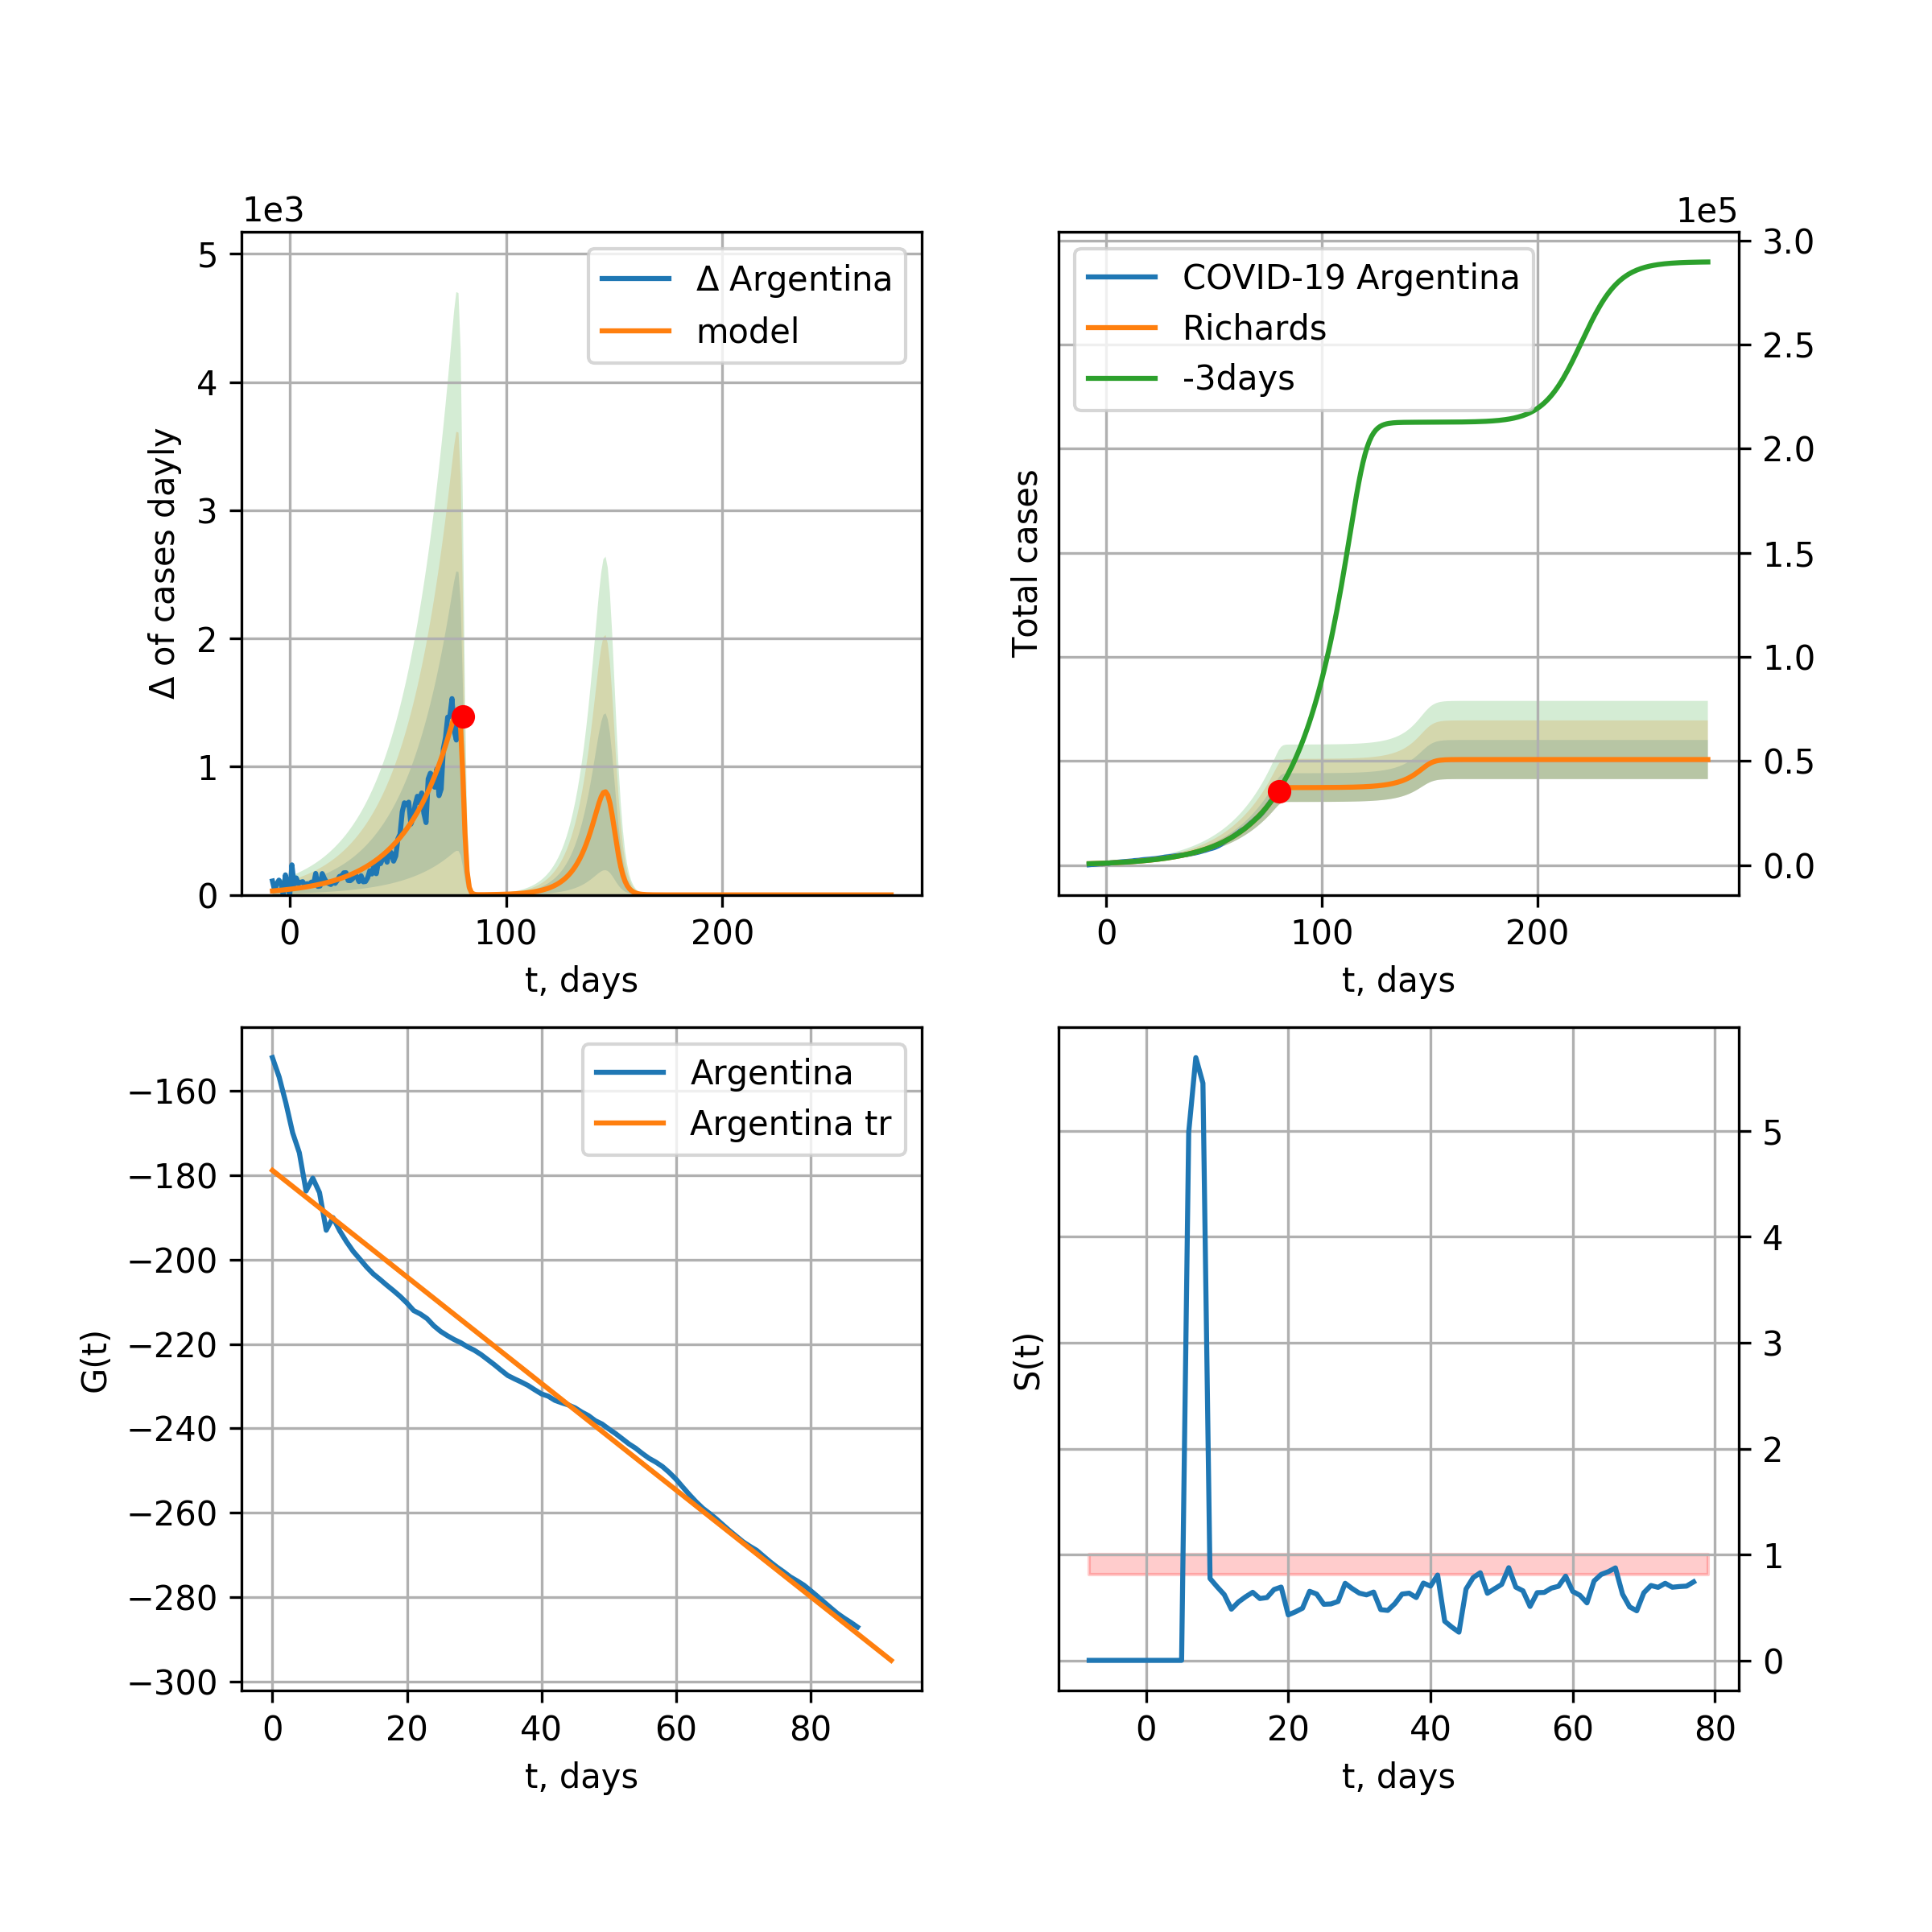 1e3
5
4
3
2
1
0
Δ of cases dayly
Δ Argentina
model
0 100 200
t, days
1e5
3.0
2.5
2.0
1.5
1.0
0.5
0.0
Total cases
COVID-19 Argentina
Richards
-3days
0 100 200
t, days
−160
−180
−200
−220
−240
−260
−280
−300
G(t)
Argentina
Argentina tr
0 20 40 60 80
t, days
5
4
3
2
1
0
S(t)
0 20 40 60 80
t, days